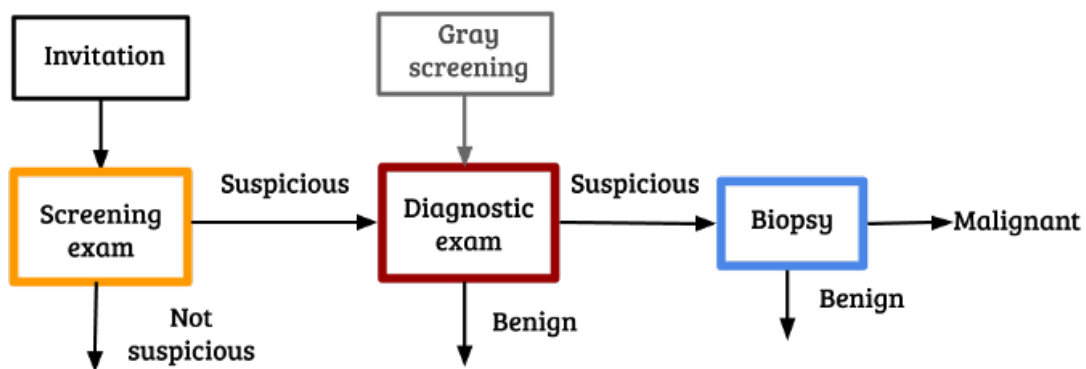 Invitation
Gray
screening
Suspicious
Suspicious
Screening
exam
Diagnostic
exam
Biopsy
Malignant
Not
suspicious
Benign
Benign